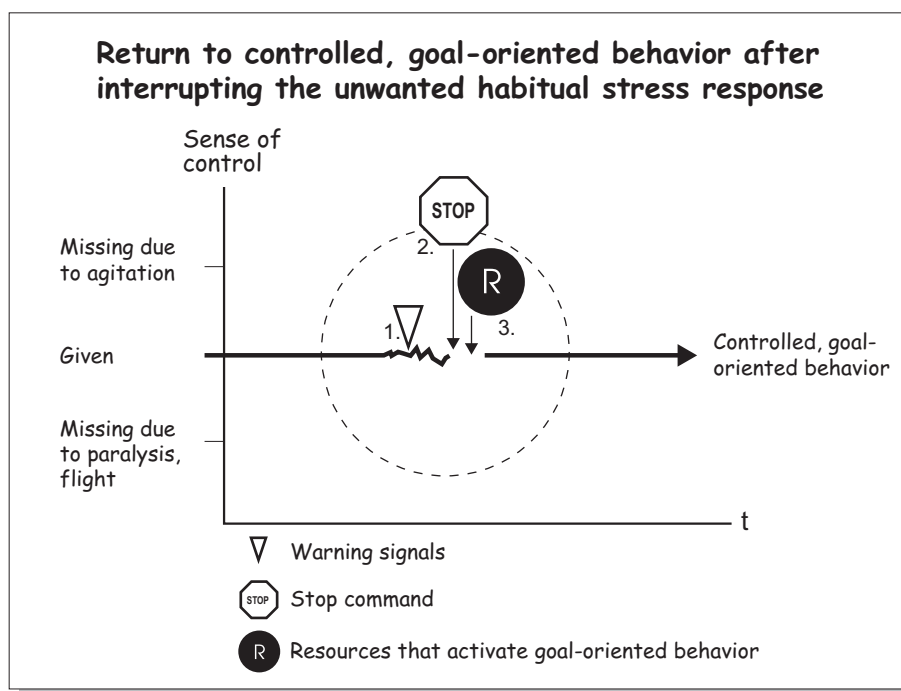 Return to controlled, goal-oriented behavior after
interrupting the unwanted habitual stress response
Sense of
control
STOP
2.
Missing due
to agitation
R
1.
3.
Given
Controlled, goal-
oriented behavior
Missing due
to paralysis,
flight
t
Warning signals
STOP
Stop command
R
Resources that activate goal-oriented behavior